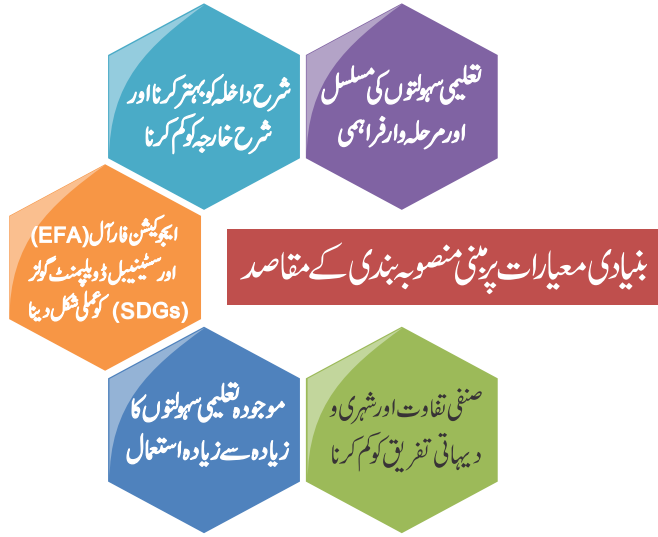 تعلیمی سہولتوں کی مسلسل
اور مرحلہ وار فراہمی
شرح داخلہ کو بہتر کرنا اور
شرح خارجہ کو کم کرنا
بنیادی معیارات پر مبنی منصوبہ بندی کے مقاصد
ایجوکیشن فار آل (EFA)
اور سسٹینیبل ڈویلپمنٹ گولز
(SDGs) کو عملی شکل دینا
صنفی تفاوت اور شہری و
دیہاتی تفریق کو کم کرنا
موجودہ تعلیمی سہولتوں کا
زیادہ سے زیادہ استعمال